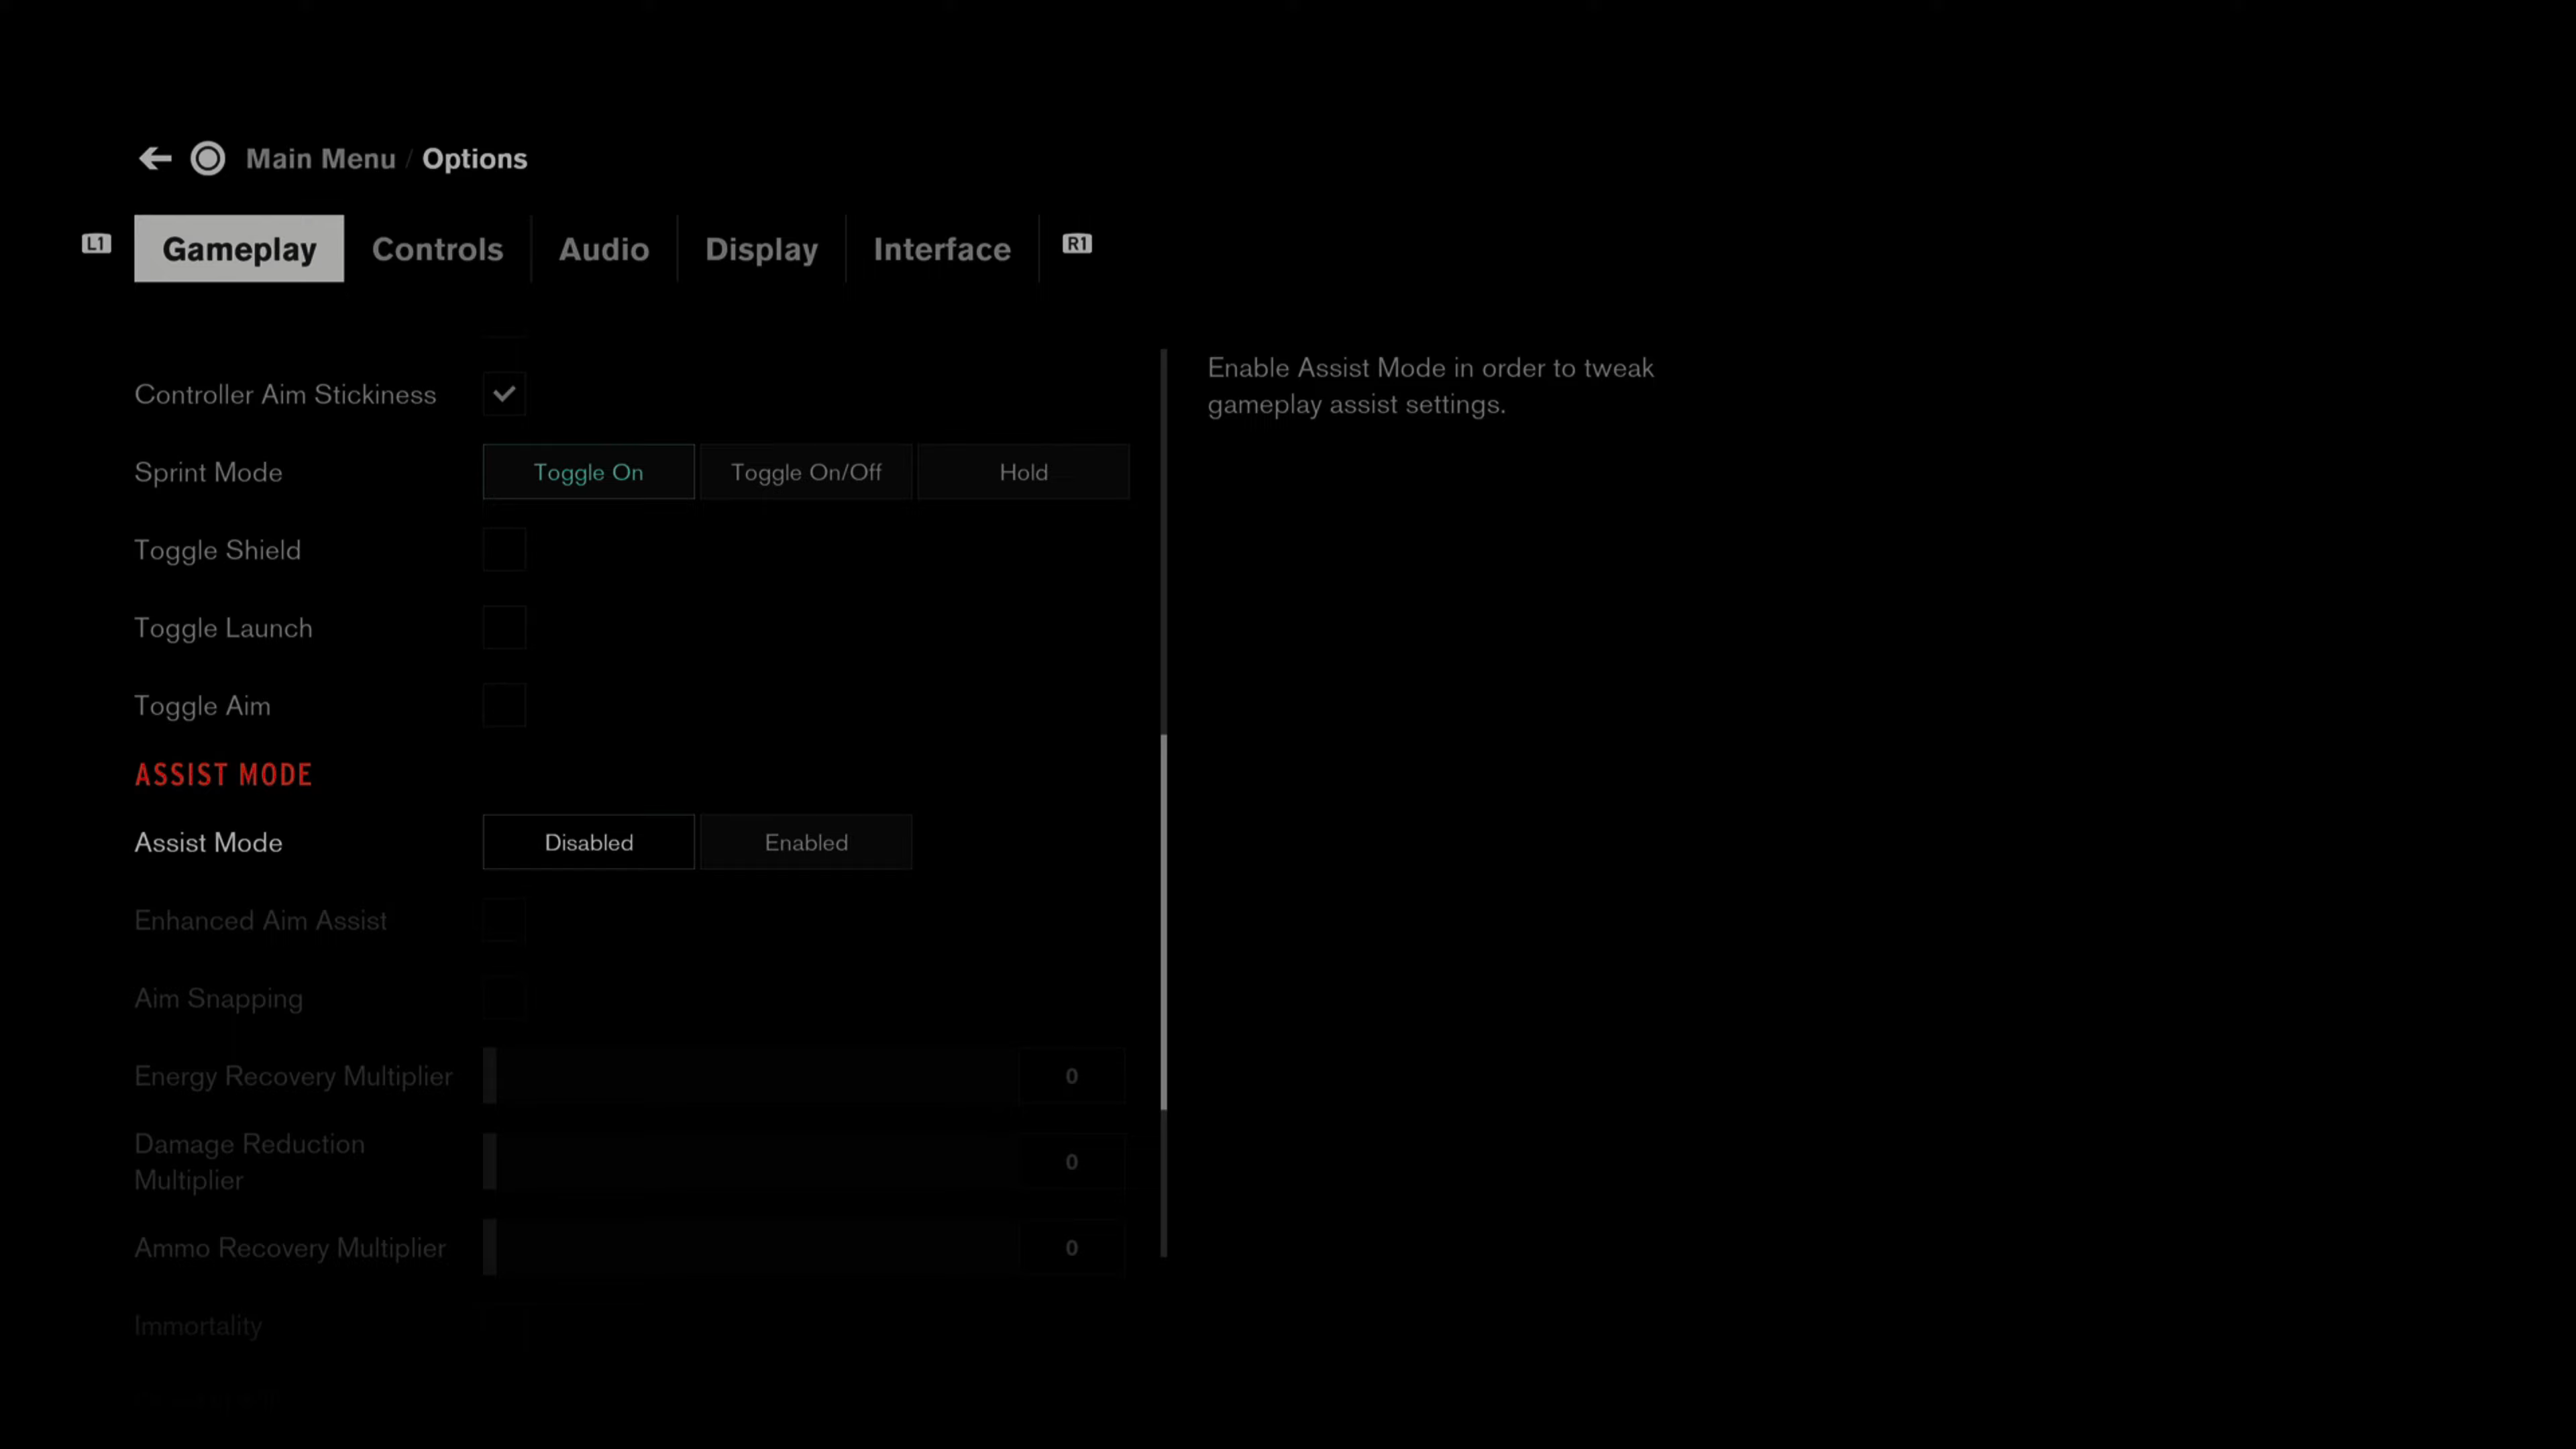 Main Menu / Options
L1 Gameplay Controls Audio Display Interface R1
Controller Aim Stickiness
Sprint Mode Toggle On Toggle On/Off Hold
Toggle Shield
Toggle Launch
Toggle Aim
ASSIST MODE
Assist Mode Disabled Enabled
Enhanced Aim Assist
Aim Snapping
Energy Recovery Multiplier 0
Damage Reduction
Multiplier 0
Ammo Recovery Multiplier 0
Immortality
Enable Assist Mode in order to tweak
gameplay assist settings.